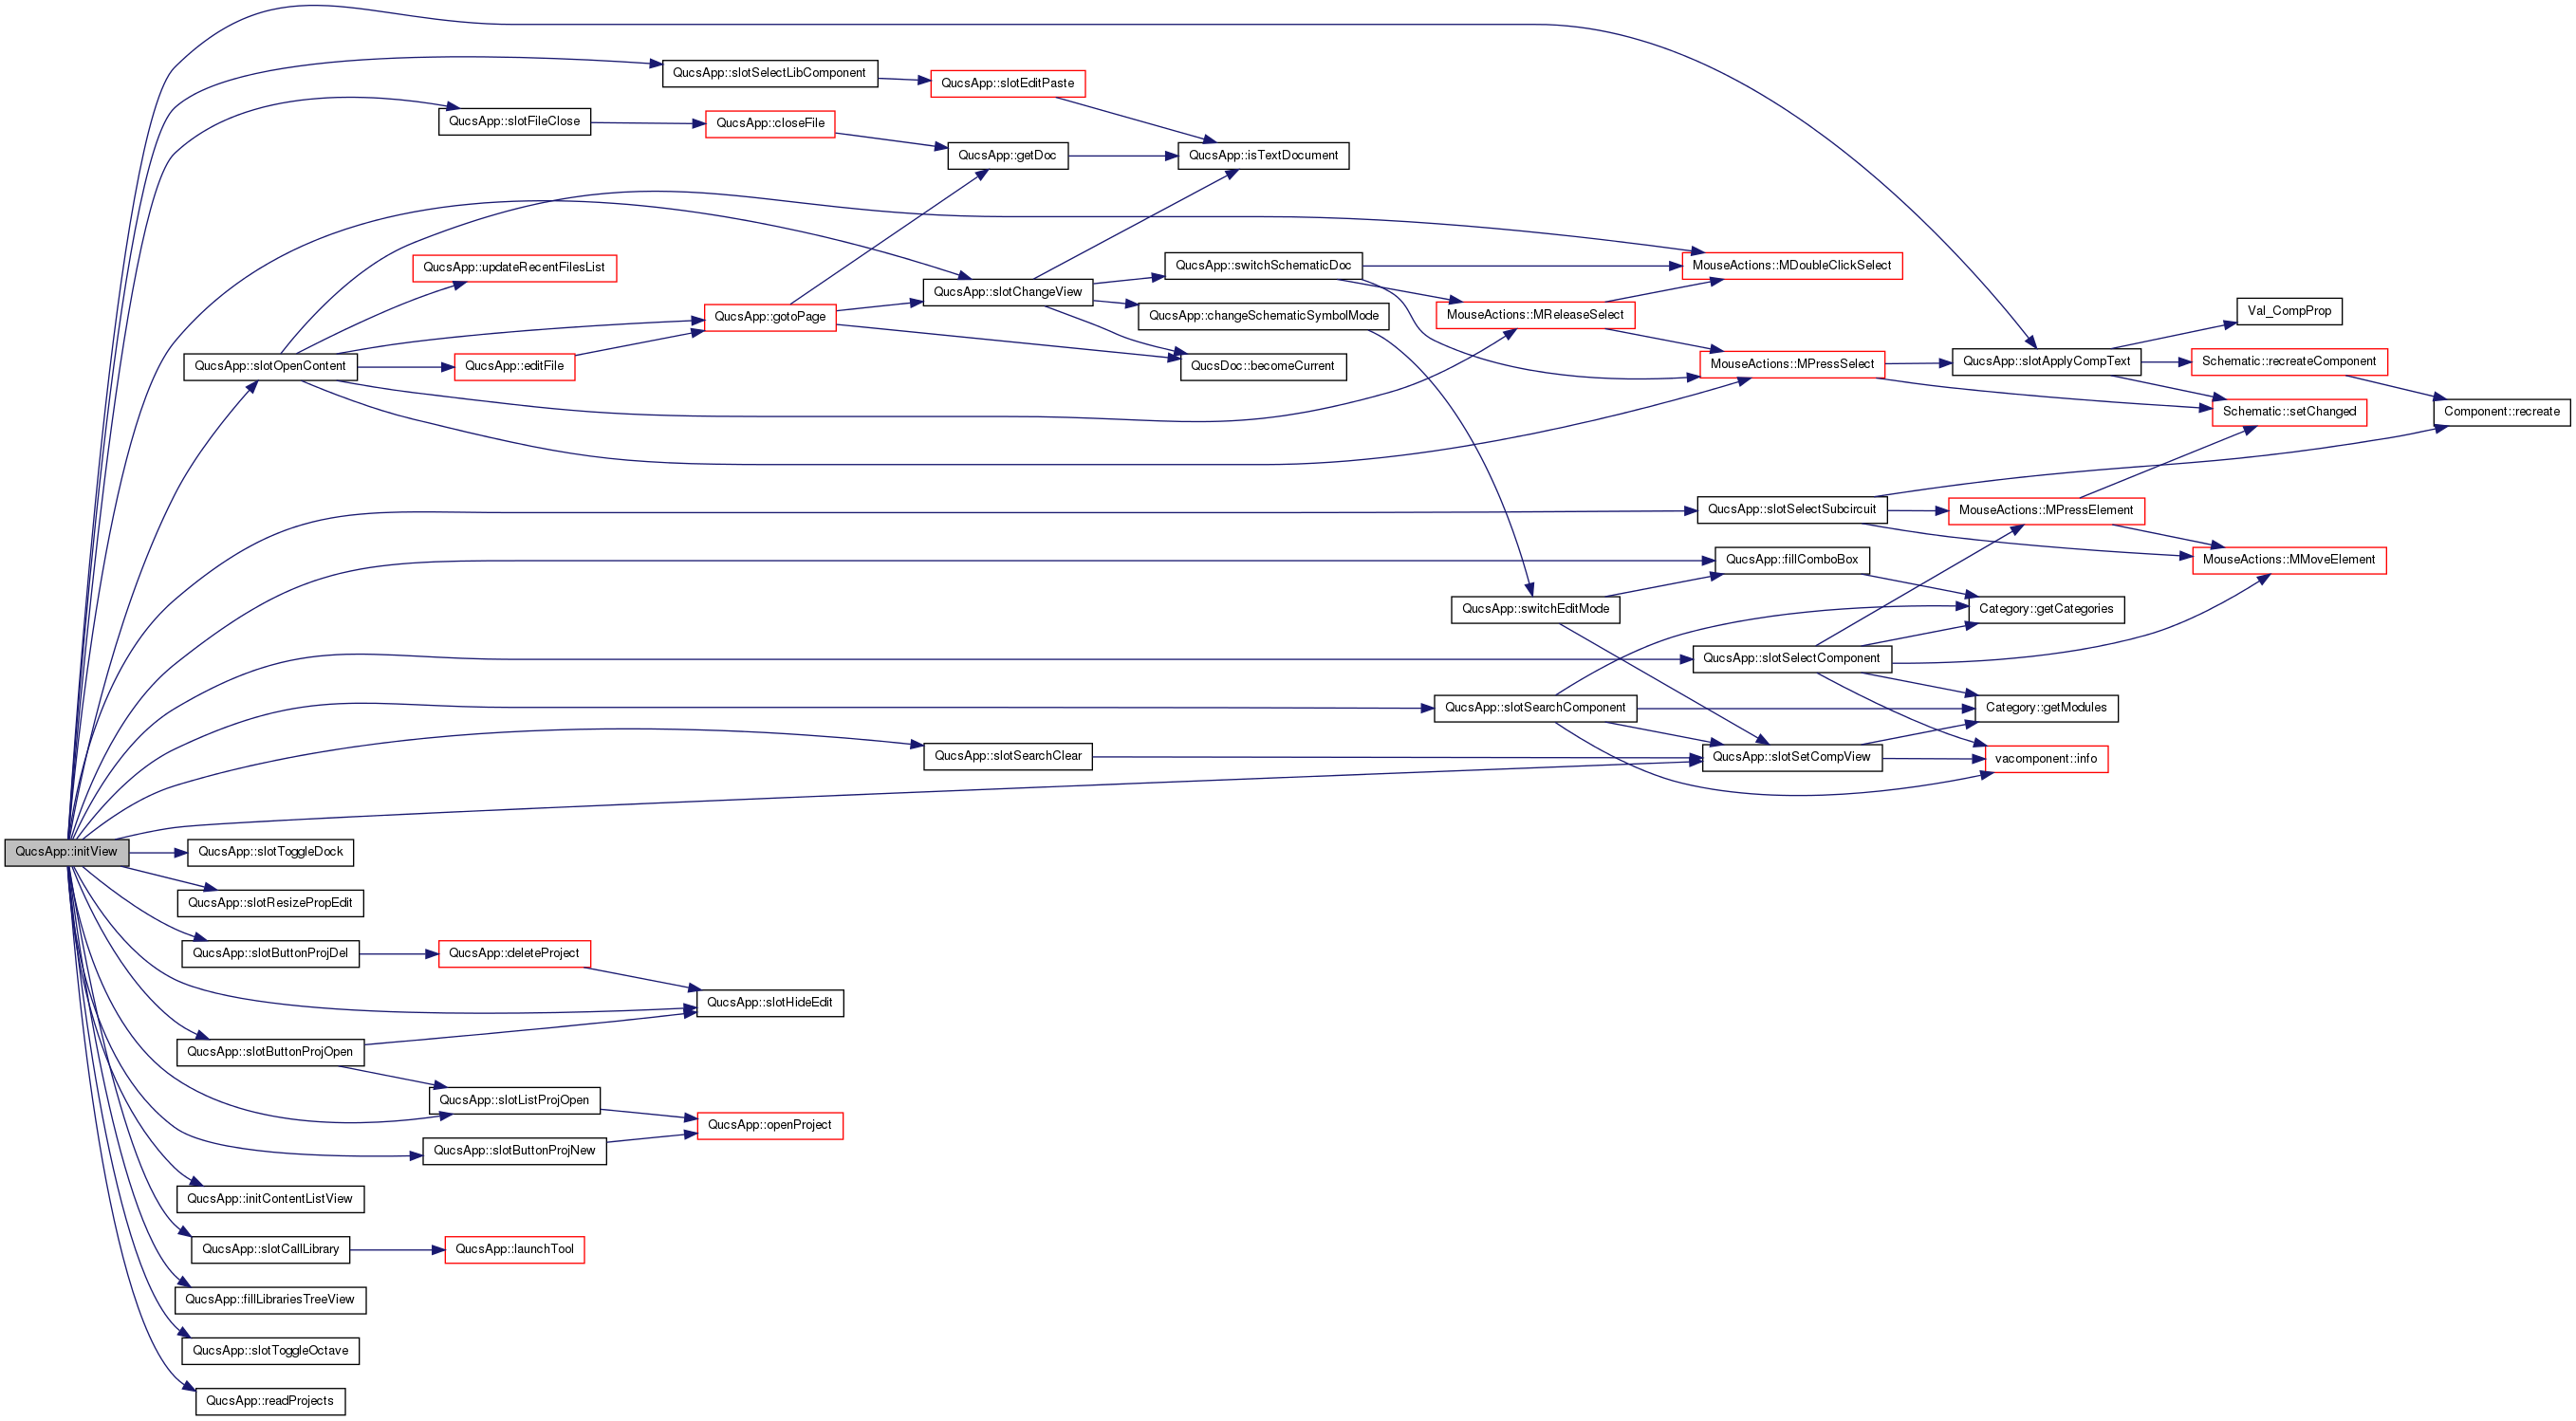 QucsApp::slotSelectLibComponent
QucsApp::slotEditPaste
QucsApp::slotFileClose
QucsApp::closeFile
QucsApp::getDoc
QucsApp::isTextDocument
QucsApp::updateRecentFilesList
QucsApp::switchSchematicDoc
MouseActions::MDoubleClickSelect
QucsApp::slotChangeView
QucsApp::gotoPage
QucsApp::changeSchematicSymbolMode
MouseActions::MReleaseSelect
Val_CompProp
QucsApp::slotOpenContent
QucsApp::editFile
QucsDoc::becomeCurrent
MouseActions::MPressSelect
QucsApp::slotApplyCompText
Schematic::recreateComponent
Schematic::setChanged
Component::recreate
QucsApp::slotSelectSubcircuit
MouseActions::MPressElement
QucsApp::fillComboBox
MouseActions::MMoveElement
QucsApp::switchEditMode
Category::getCategories
QucsApp::slotSelectComponent
QucsApp::slotSearchComponent
Category::getModules
QucsApp::slotSearchClear
QucsApp::slotSetCompView
vacomponent::info
QucsApp::initView
QucsApp::slotToggleDock
QucsApp::slotResizePropEdit
QucsApp::slotButtonProjDel
QucsApp::deleteProject
QucsApp::slotHideEdit
QucsApp::slotButtonProjOpen
QucsApp::slotListProjOpen
QucsApp::openProject
QucsApp::slotButtonProjNew
QucsApp::initContentListView
QucsApp::slotCallLibrary
QucsApp::launchTool
QucsApp::fillLibrariesTreeView
QucsApp::slotToggleOctave
QucsApp::readProjects